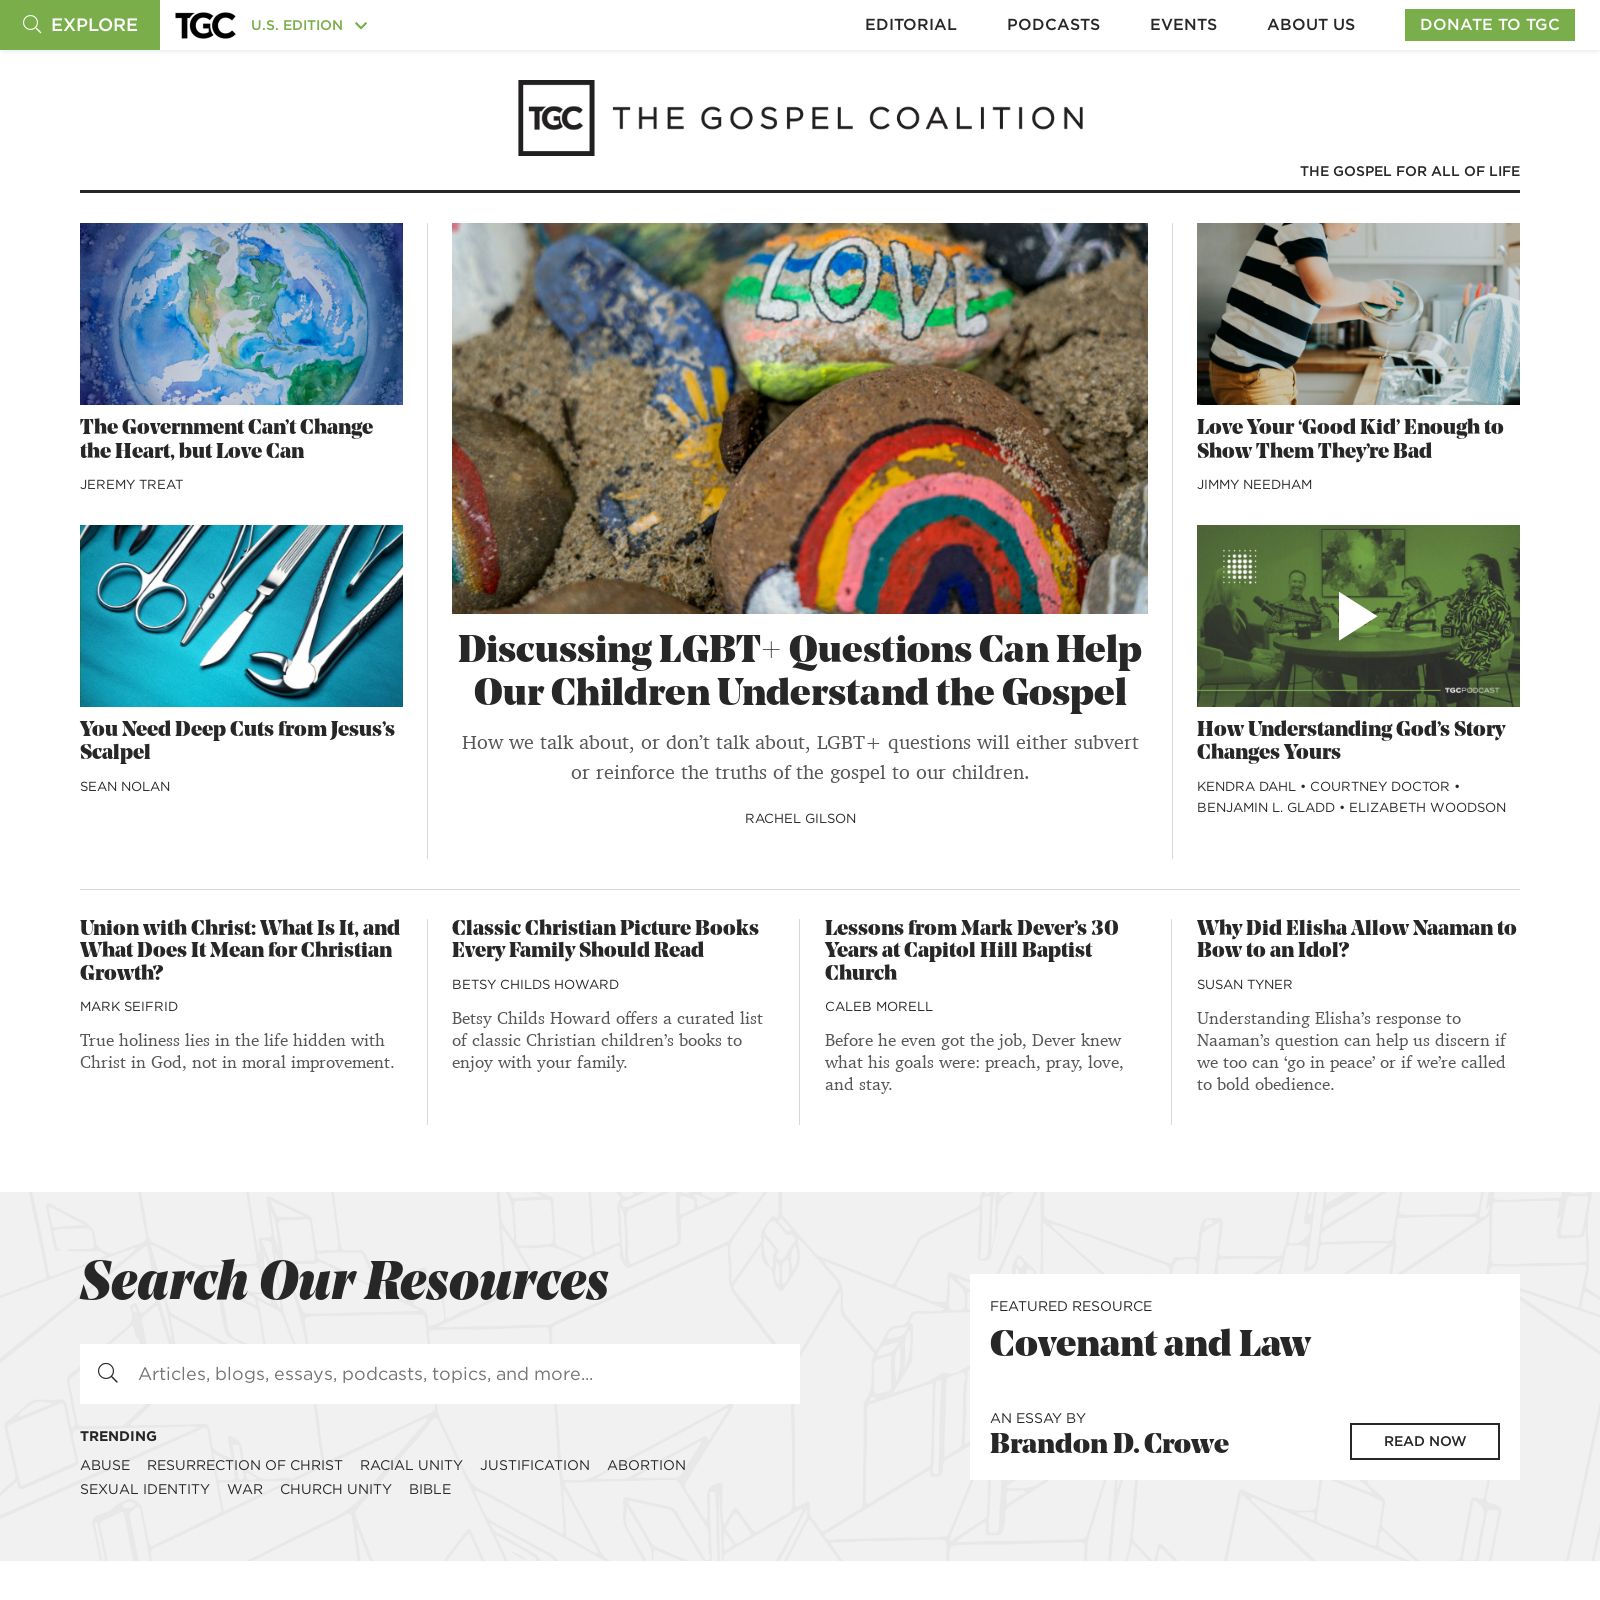 EXPLORE
TGC
U.S. EDITION
EDITORIAL
PODCASTS
EVENTS
ABOUT US
DONATE TO TGC
TGC
THE GOSPEL COALITION
THE GOSPEL FOR ALL OF LIFE
The Government Can’t Change
the Heart, but Love Can
JEREMY TREAT
You Need Deep Cuts from Jesus’s
Scalpel
SEAN NOLAN
LOVE
Discussing LGBT+ Questions Can Help
Our Children Understand the Gospel
How we talk about, or don’t talk about, LGBT+ questions will either subvert
or reinforce the truths of the gospel to our children.
RACHEL GILSON
Love Your ‘Good Kid’ Enough to
Show Them They’re Bad
JIMMY NEEDHAM
TGCPODCAST
How Understanding God’s Story
Changes Yours
KENDRA DAHL • COURTNEY DOCTOR •
BENJAMIN L. GLADD • ELIZABETH WOODSON
Union with Christ: What Is It, and
What Does It Mean for Christian
Growth?
MARK SEIFRID
True holiness lies in the life hidden with
Christ in God, not in moral improvement.
Classic Christian Picture Books
Every Family Should Read
BETSY CHILDS HOWARD
Betsy Childs Howard offers a curated list
of classic Christian children’s books to
enjoy with your family.
Lessons from Mark Dever’s 30
Years at Capitol Hill Baptist
Church
CALEB MORELL
Before he even got the job, Dever knew
what his goals were: preach, pray, love,
and stay.
Why Did Elisha Allow Naaman to
Bow to an Idol?
SUSAN TYNER
Understanding Elisha’s response to
Naaman’s question can help us discern if
we too can ‘go in peace’ or if we’re called
to bold obedience.
Search Our Resources
Articles, blogs, essays, podcasts, topics, and more...
TRENDING
ABUSE RESURRECTION OF CHRIST RACIAL UNITY JUSTIFICATION ABORTION
SEXUAL IDENTITY WAR CHURCH UNITY BIBLE
FEATURED RESOURCE
Covenant and Law
AN ESSAY BY
Brandon D. Crowe
READ NOW